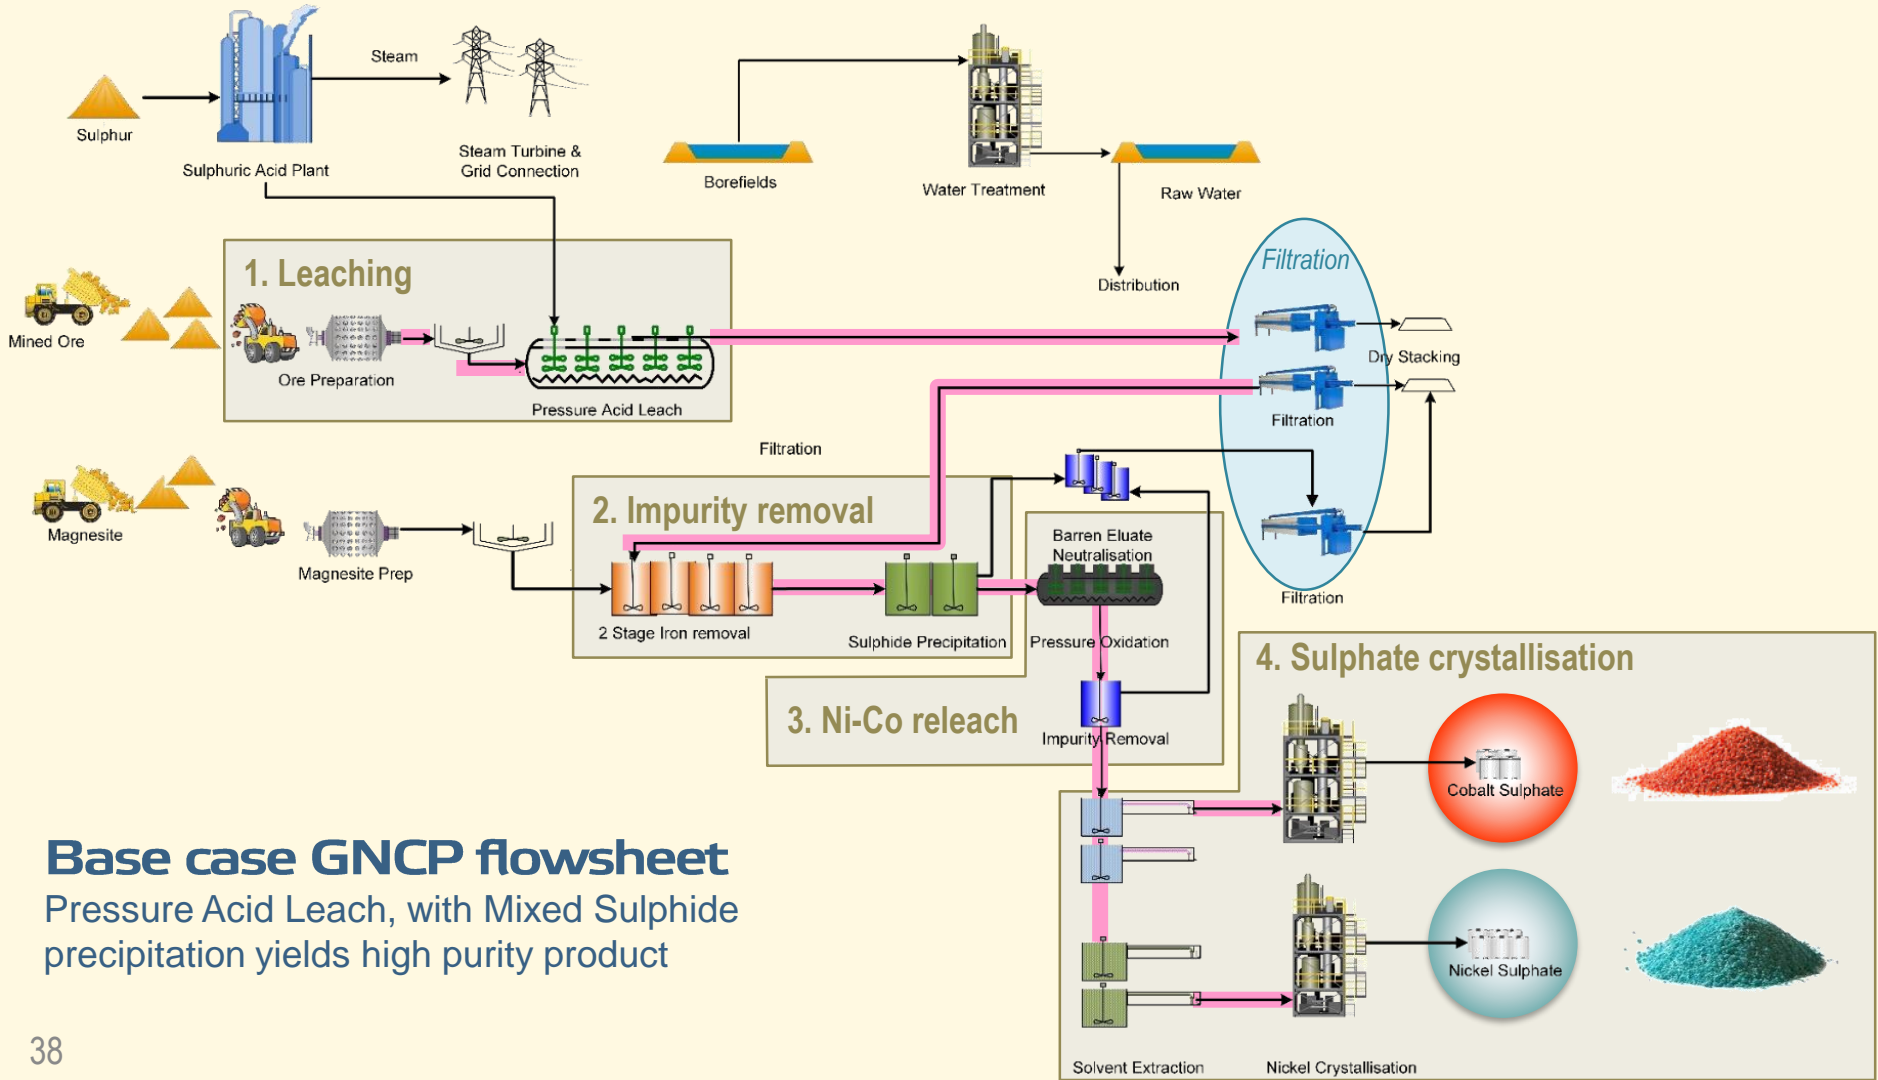 Sulphur
Sulphuric Acid Plant
Steam
Steam Turbine &
Grid Connection
Borefields
Water Treatment
Raw Water
Distribution
Mined Ore
1. Leaching
Ore Preparation
Pressure Acid Leach
Filtration
Dry Stacking
Filtration
Filtration
Filtration
Magnesite
Magnesite Prep
2. Impurity removal
2 Stage Iron removal
Sulphide Precipitation
Barren Eluate
Neutralisation
Pressure Oxidation
3. Ni-Co releach
Impurity Removal
4. Sulphate crystallisation
Cobalt Sulphate
Nickel Sulphate
Solvent Extraction
Nickel Crystallisation
Base case GNCP flowsheet
Pressure Acid Leach, with Mixed Sulphide
precipitation yields high purity product
38